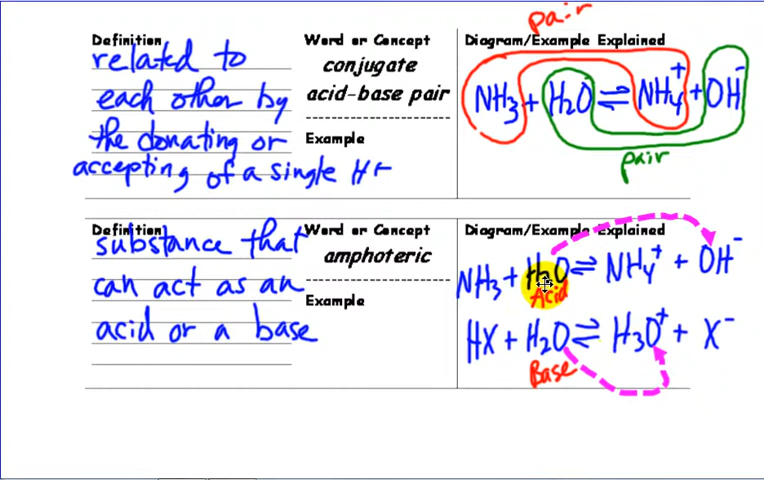 pair
Definition
related to
each other by
the donating or
accepting of a single H+
Word or Concept
conjugate
acid-base pair
Example
Diagram/Example Explained
NH3 + H2O ⇌ NH4+ + OH-
pair
Definition
substance that
can act as an
acid or a base
Word or Concept
amphoteric
Example
Diagram/Example Explained
NH3 + H2O ⇌ NH4+ + OH-
Acid
HX + H2O ⇌ H3O+ + X-
Base